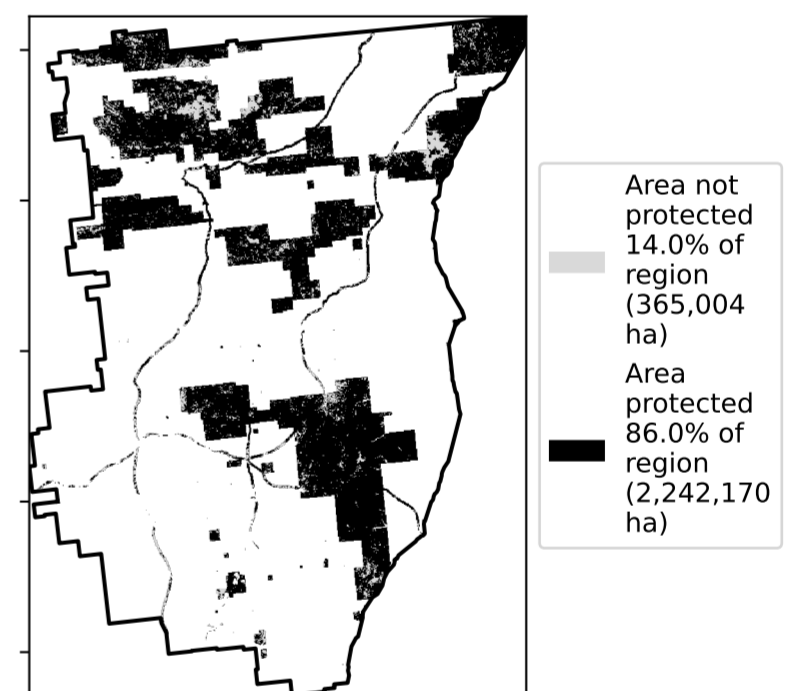 Area not
protected
14.0% of
region
(365,004
ha)
Area
protected
86.0% of
region
(2,242,170
ha)